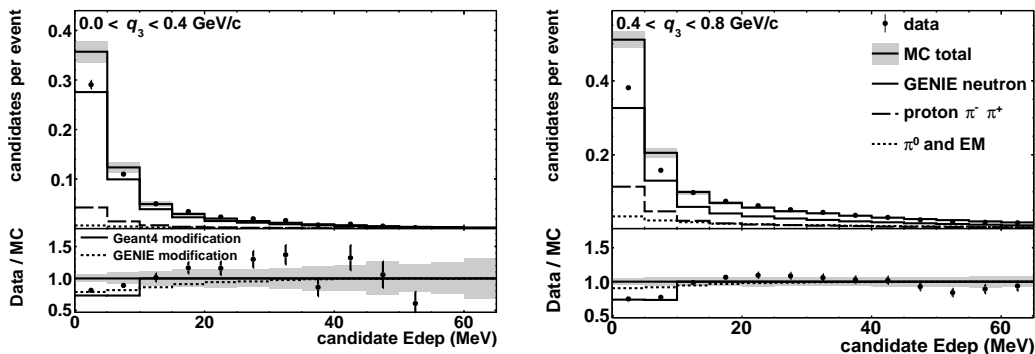 0.0 < q₃ < 0.4 GeV/c
candidates per event
0.4
0.3
0.2
0.1
Data / MC
1.5
1.0
0.5
Geant4 modification
GENIE modification
0 20 40 60
candidate Edep (MeV)
0.4 < q₃ < 0.8 GeV/c
candidates per event
0.4
0.2
data
MC total
GENIE neutron
proton π⁻ π⁺
π⁰ and EM
Data / MC
1.5
1.0
0.5
0 20 40 60
candidate Edep (MeV)